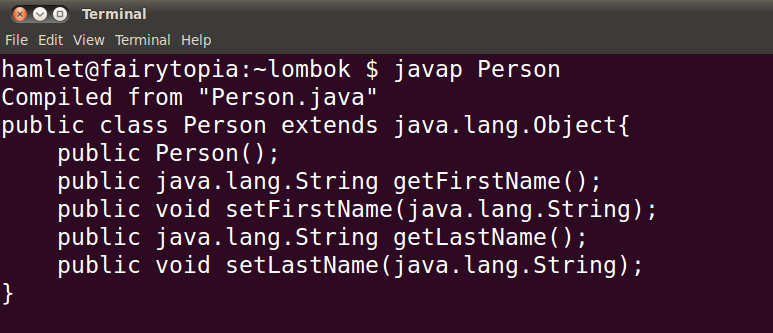 Terminal
File Edit View Terminal Help
hamlet@fairytopia:~lombok $ javap Person
Compiled from "Person.java"
public class Person extends java.lang.Object{
    public Person();
    public java.lang.String getFirstName();
    public void setFirstName(java.lang.String);
    public java.lang.String getLastName();
    public void setLastName(java.lang.String);
}